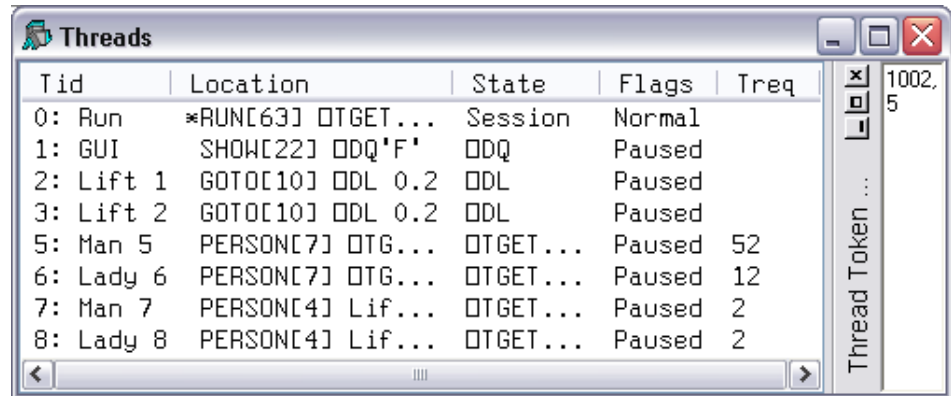 Threads
Tid Location State Flags Treq
0: Run *RUN[63] ⎕TGET... Session Normal
1: GUI SHOW[22] ⎕DQ'F' ⎕DQ Paused
2: Lift 1 GOTO[10] ⎕DL 0.2 ⎕DL Paused
3: Lift 2 GOTO[10] ⎕DL 0.2 ⎕DL Paused
5: Man 5 PERSON[7] ⎕TG... ⎕TGET... Paused 52
6: Lady 6 PERSON[7] ⎕TG... ⎕TGET... Paused 12
7: Man 7 PERSON[4] Lif... ⎕TGET... Paused 2
8: Lady 8 PERSON[4] Lif... ⎕TGET... Paused 2
Thread Token ...
1002,
5